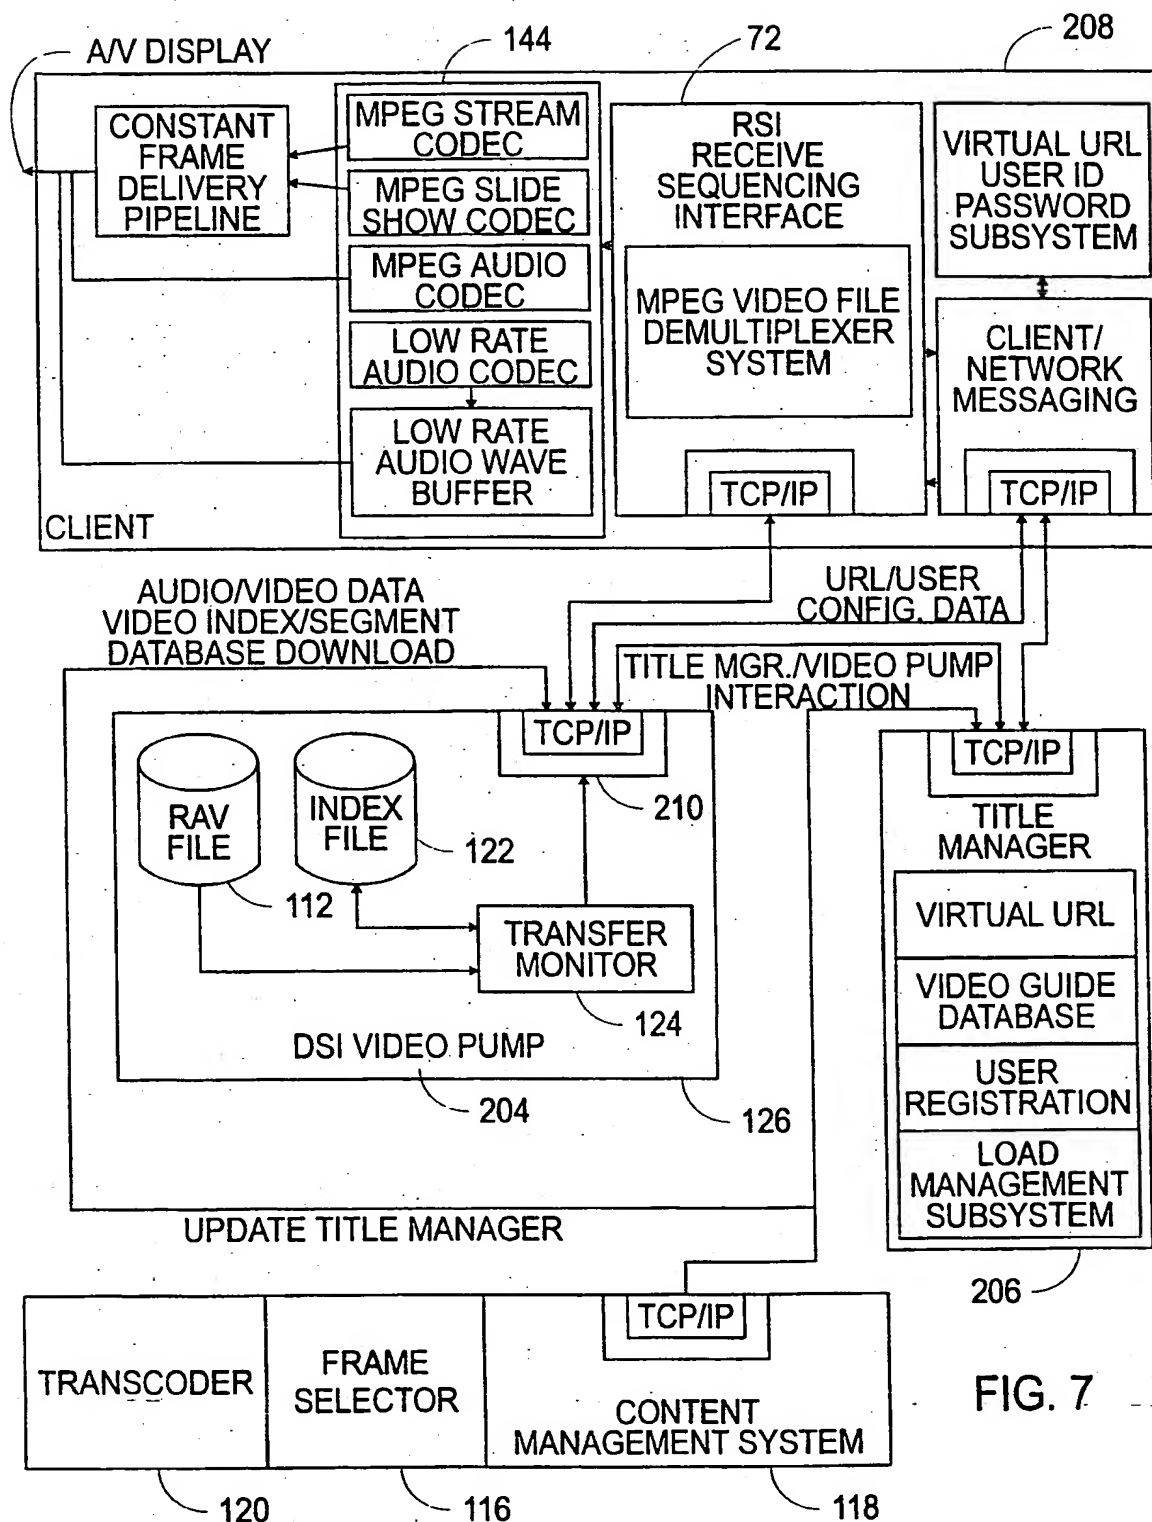 A/V DISPLAY
144
72
208
CONSTANT
FRAME
DELIVERY
PIPELINE
MPEG STREAM
CODEC
MPEG SLIDE
SHOW CODEC
MPEG AUDIO
CODEC
LOW RATE
AUDIO CODEC
LOW RATE
AUDIO WAVE
BUFFER
RSI
RECEIVE
SEQUENCING
INTERFACE
MPEG VIDEO FILE
DEMULTIPLEXER
SYSTEM
TCP/IP
VIRTUAL URL
USER ID
PASSWORD
SUBSYSTEM
CLIENT/
NETWORK
MESSAGING
TCP/IP
CLIENT
AUDIO/VIDEO DATA
VIDEO INDEX/SEGMENT
DATABASE DOWNLOAD
URL/USER
CONFIG. DATA
TITLE MGR./VIDEO PUMP
INTERACTION
TCP/IP
210
RAV
FILE
112
INDEX
FILE
122
TRANSFER
MONITOR
124
DSI VIDEO PUMP
204
126
TCP/IP
TITLE
MANAGER
VIRTUAL URL
VIDEO GUIDE
DATABASE
USER
REGISTRATION
LOAD
MANAGEMENT
SUBSYSTEM
206
UPDATE TITLE MANAGER
TRANSCODER
120
FRAME
SELECTOR
116
TCP/IP
CONTENT
MANAGEMENT SYSTEM
118
FIG. 7